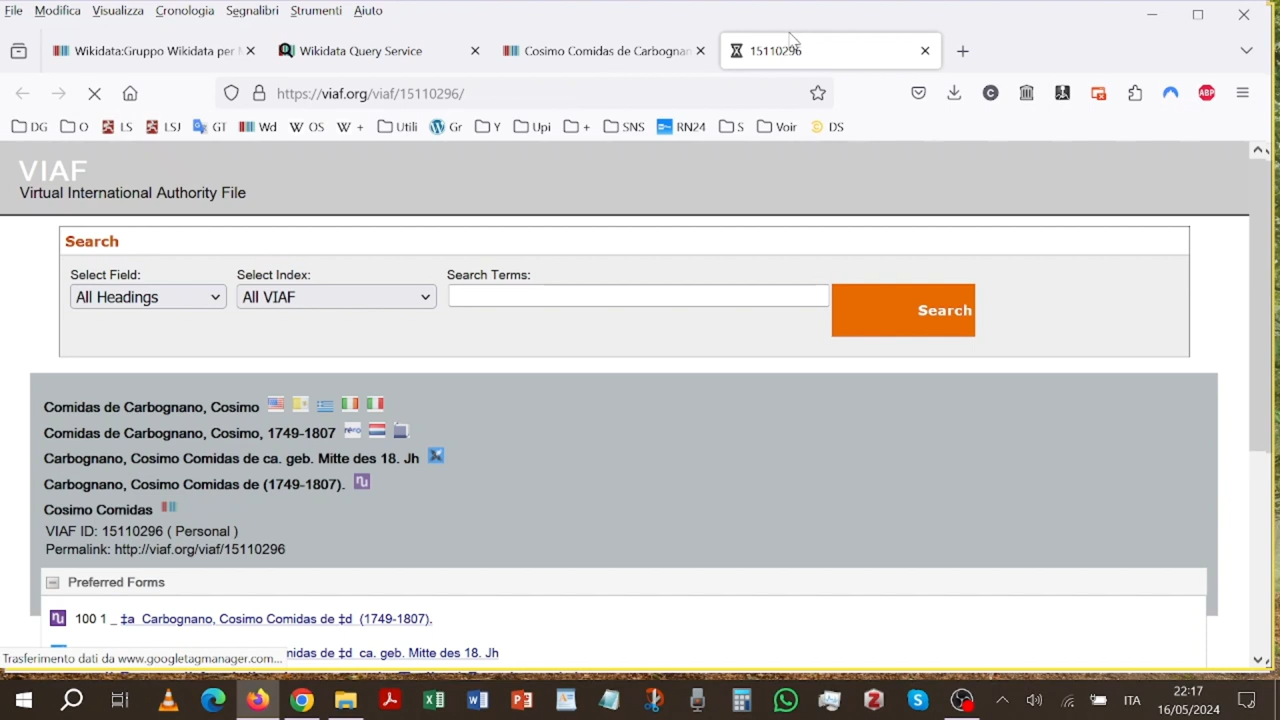 File Modifica Visualizza Cronologia Segnalibri Strumenti Aiuto
Wikidata:Gruppo Wikidata per Wikidata Query Service Cosimo Comidas de Carbognan 15110296
https://viaf.org/viaf/15110296/
DG O LS LSJ GT Wd OS + Utili Gr Y Upi + SNS RN24 S Voir DS
VIAF
Virtual International Authority File
Search
Select Field: Select Index: Search Terms:
All Headings All VIAF
Search
Comidas de Carbognano, Cosimo
Comidas de Carbognano, Cosimo, 1749-1807
Carbognano, Cosimo Comidas de ca. geb. Mitte des 18. Jh
Carbognano, Cosimo Comidas de (1749-1807).
Cosimo Comidas
VIAF ID: 15110296 ( Personal )
Permalink: http://viaf.org/viaf/15110296
Preferred Forms
100 1 _ ‡a Carbognano, Cosimo Comidas de ‡d (1749-1807).
Trasferimento dati da www.googletagmanager.com... nidas de ‡d ca. geb. Mitte des 18. Jh
ITA 22:17
16/05/2024